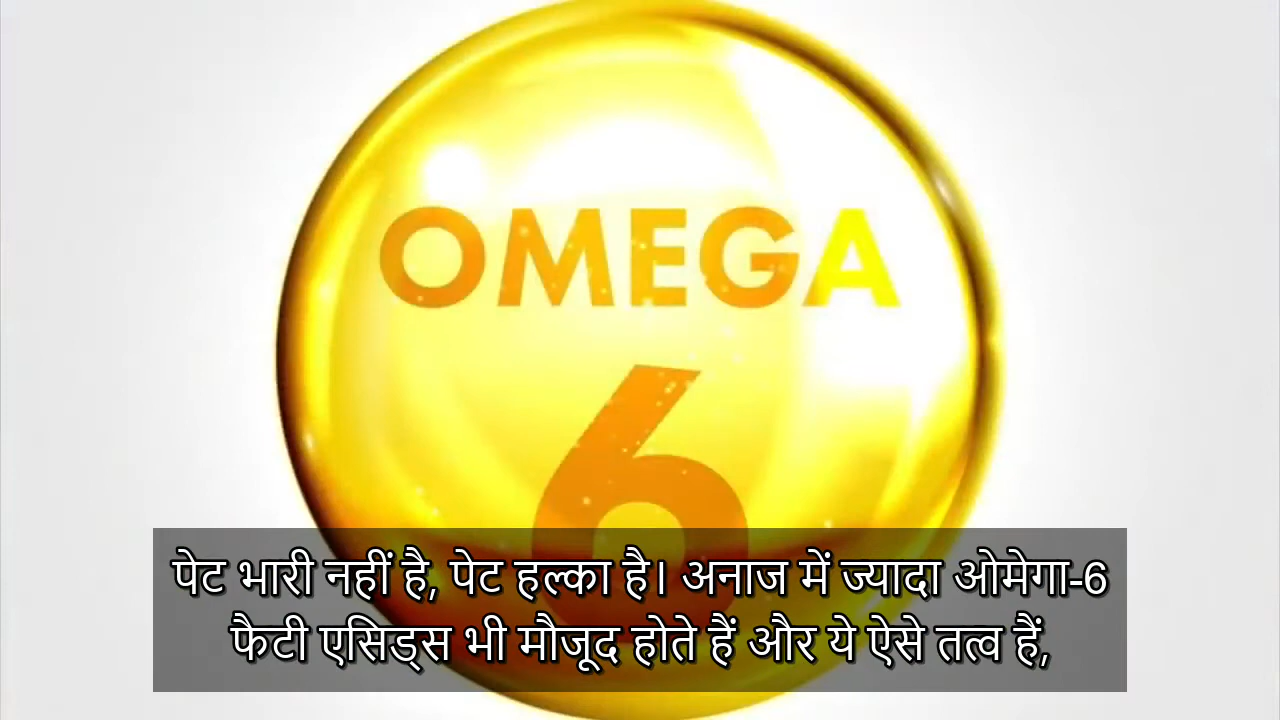 OMEGA
6
पेट भारी नहीं है, पेट हल्का है। अनाज में ज्यादा ओमेगा-6
फैटी एसिड्स भी मौजूद होते हैं और ये ऐसे तत्व हैं,